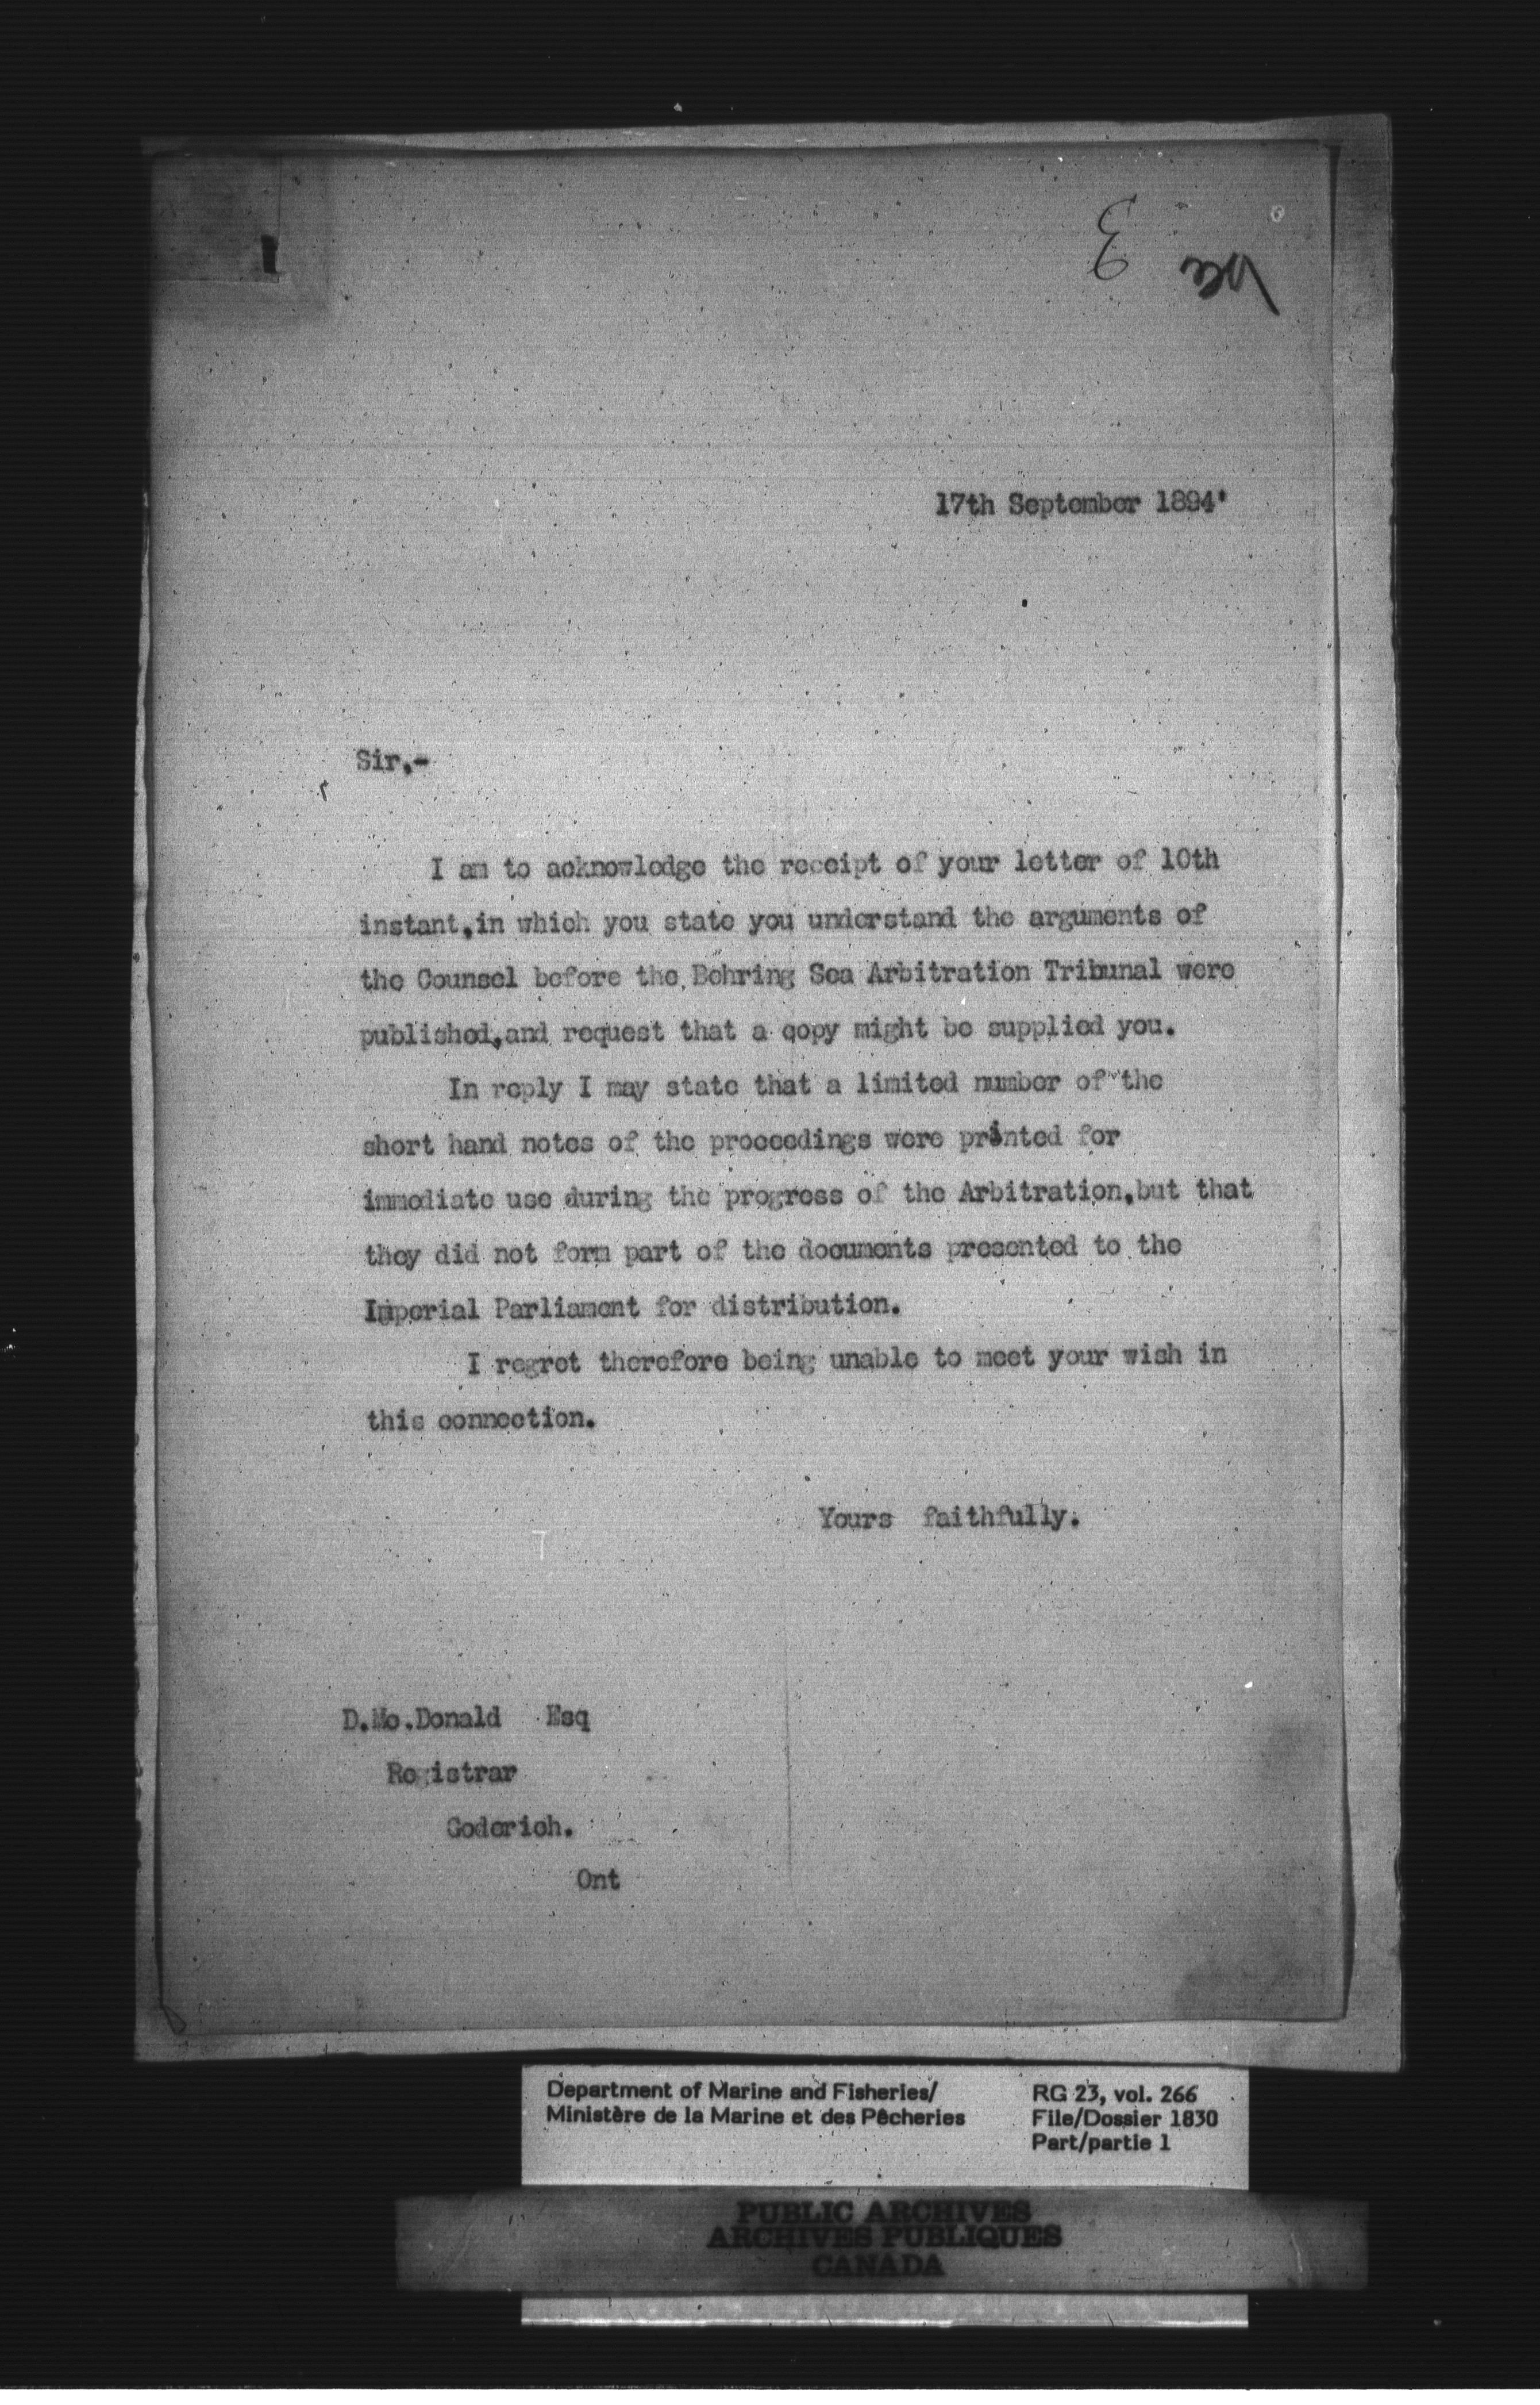 17th September 1894'
Sir,-
I am to acknowledge the receipt of your letter of 10th
instant,in which you state you understand the arguments of
the Counsel before the Behring Sea Arbitration Tribunal were
published,and request that a copy might be supplied you.
In reply I may state that a limited number of the
short hand notes of the proceedings were printed for
immediate use during the progress of the Arbitration,but that
they did not form part of the documents presented to the
Imperial Parliament for distribution.
I regret therefore being unable to meet your wish in
this connection.
Yours faithfully.
D.Mc.Donald Esq
Registrar
Goderich.
Ont
Department of Marine and Fisheries/
Ministère de la Marine et des Pêcheries
RG 23, vol. 266
File/Dossier 1830
Part/partie 1
PUBLIC ARCHIVES
ARCHIVES PUBLIQUES
CANADA